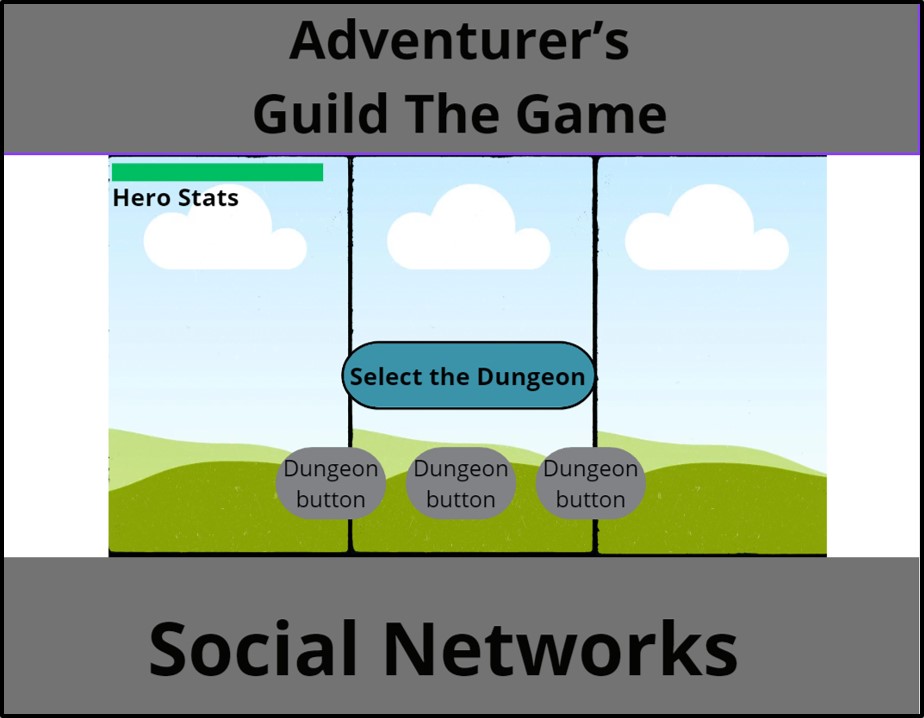 Adventurer’s
Guild The Game
Hero Stats
Select the Dungeon
Dungeon
button
Dungeon
button
Dungeon
button
Social Networks